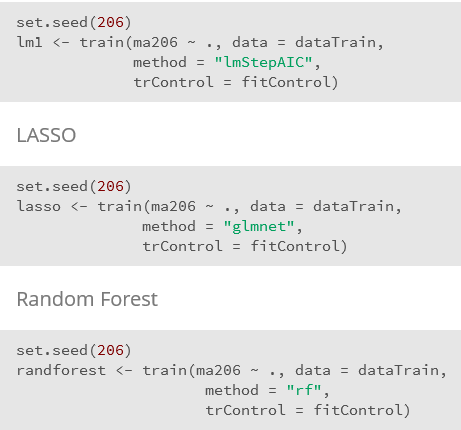 set.seed(206)
lm1 <- train(ma206 ~ ., data = dataTrain,
             method = "lmStepAIC",
             trControl = fitControl)
LASSO
set.seed(206)
lasso <- train(ma206 ~ ., data = dataTrain,
              method = "glmnet",
              trControl = fitControl)
Random Forest
set.seed(206)
randforest <- train(ma206 ~ ., data = dataTrain,
                     method = "rf",
                     trControl = fitControl)